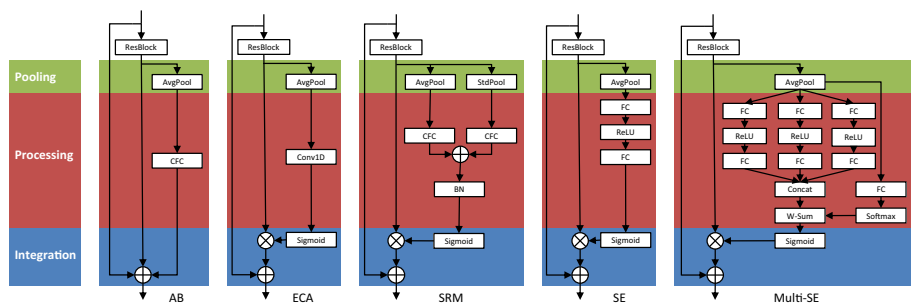 ResBlock
ResBlock
ResBlock
ResBlock
ResBlock
Pooling
AvgPool
AvgPool
AvgPool
StdPool
AvgPool
AvgPool
Processing
CFC
Conv1D
CFC
CFC
BN
FC
ReLU
FC
FC
FC
FC
ReLU
ReLU
ReLU
FC
FC
FC
Concat
FC
W-Sum
Softmax
Integration
Sigmoid
Sigmoid
Sigmoid
Sigmoid
AB
ECA
SRM
SE
Multi-SE